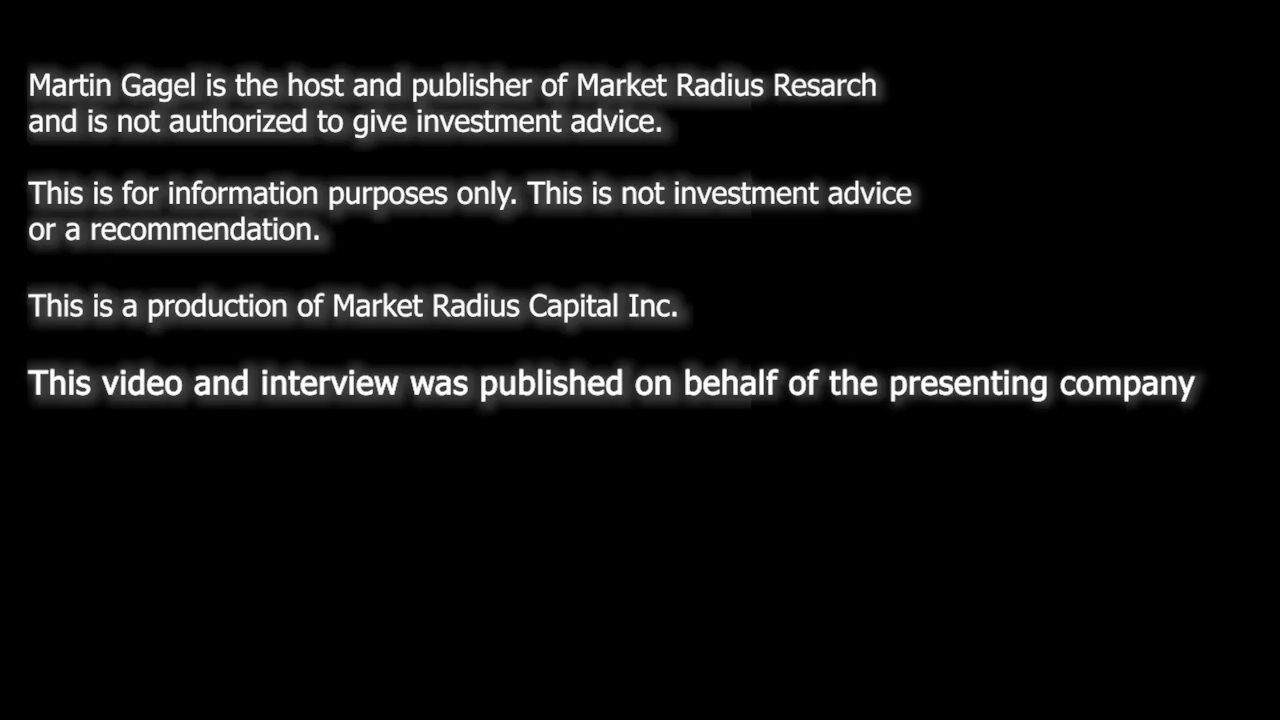 Martin Gagel is the host and publisher of Market Radius Resarch
and is not authorized to give investment advice.
This is for information purposes only. This is not investment advice
or a recommendation.
This is a production of Market Radius Capital Inc.
This video and interview was published on behalf of the presenting company